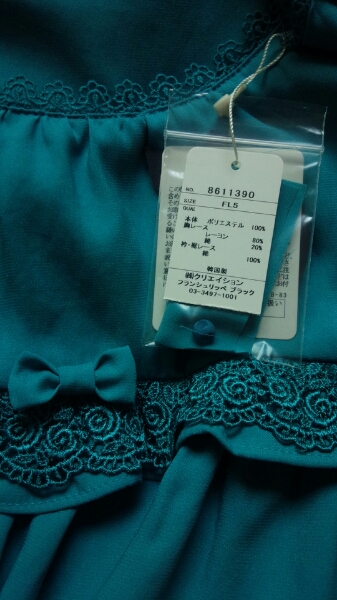 NO. 8611390
SIZE FL5
QUAL
本体 ポリエステル 100%
胸レース
レーヨン 80%
綿 20%
衿・裾レース
綿 100%
韓国製
㈱クリエイション
フランシュリッペ ブラック
03-3497-1001